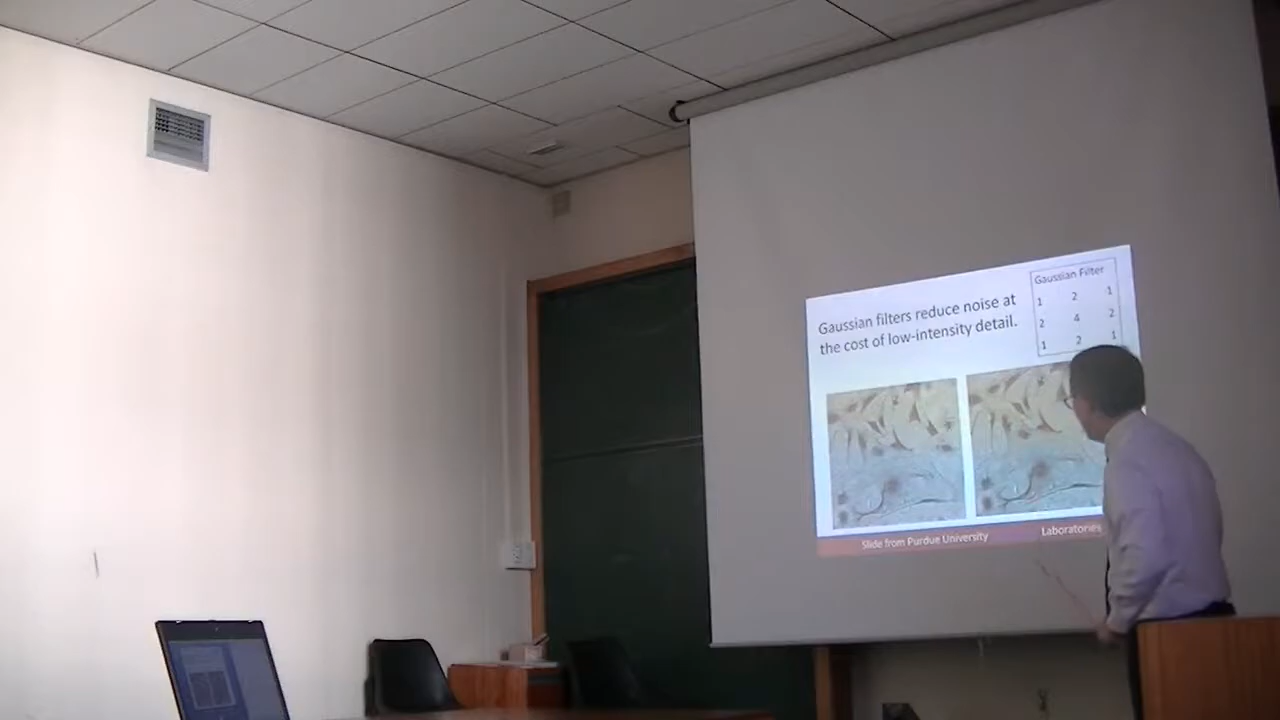 Gaussian filters reduce noise at
the cost of low-intensity detail.
Gaussian Filter
1 2 1
2 4 2
1 2 1
Slide from Purdue University
Laboratories